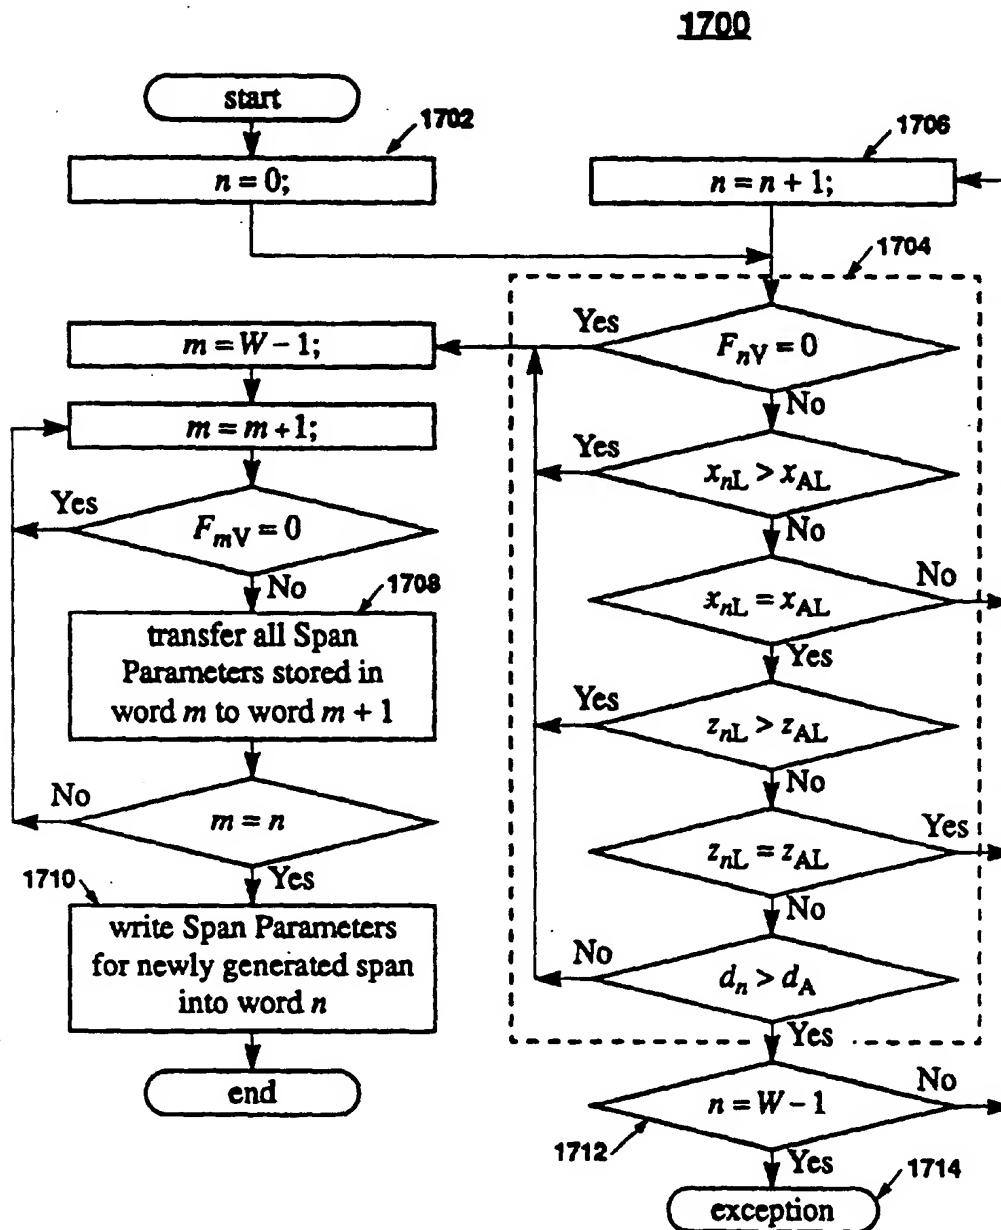 1700
start
1702
n = 0;
1706
n = n + 1;
1704
Yes
F_nV = 0
No
m = W – 1;
m = m + 1;
Yes
x_nL > x_AL
No
Yes
F_mV = 0
No
x_nL = x_AL
No
Yes
1708
transfer all Span
Parameters stored in
word m to word m + 1
Yes
z_nL > z_AL
No
No
m = n
Yes
z_nL = z_AL
Yes
No
1710
write Span Parameters
for newly generated span
into word n
No
d_n > d_A
Yes
end
n = W – 1
No
1712
Yes
1714
exception